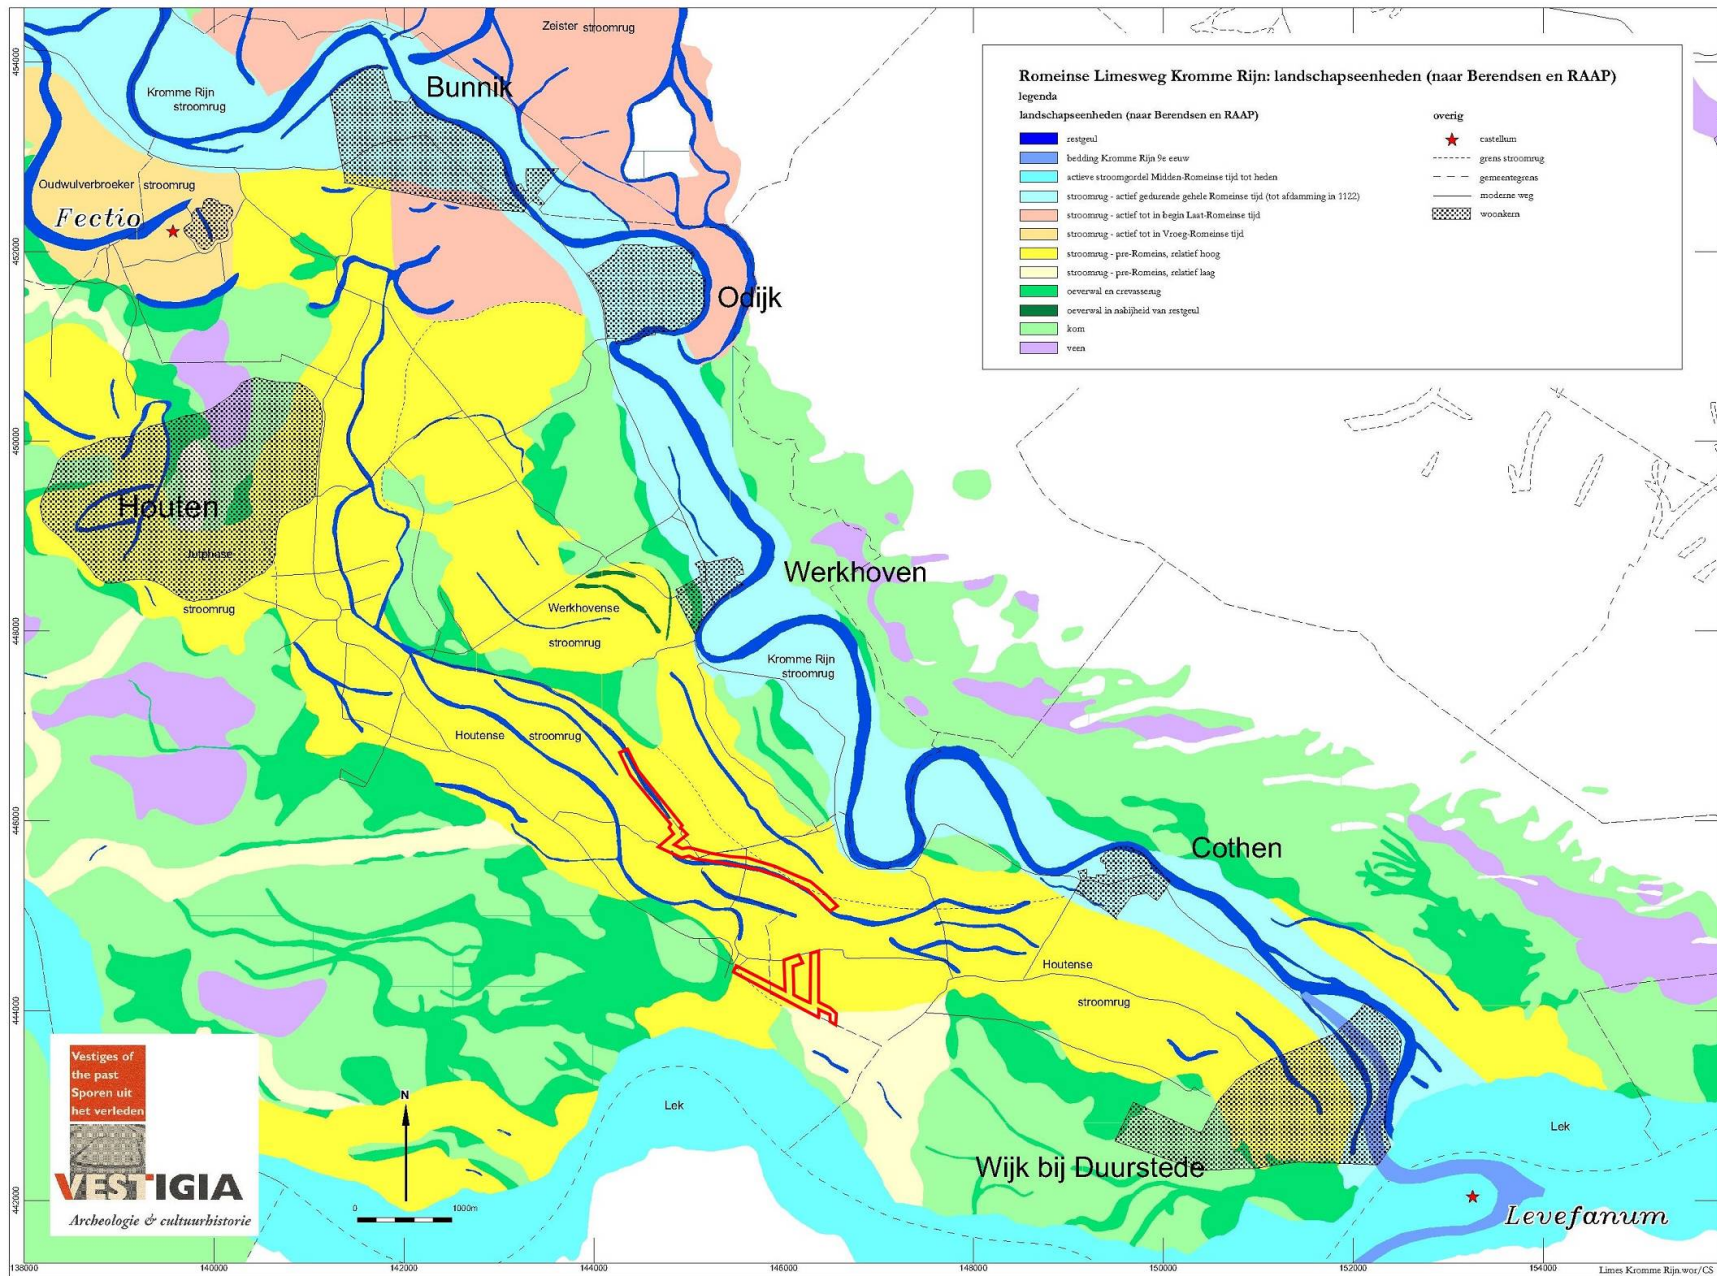 Romeinse Limesweg Kromme Rijn: landschapseenheden (naar Berendsen en RAAP)
legenda
landschapseenheden (naar Berendsen en RAAP)
restgeul
bedding Kromme Rijn 9e eeuw
actieve stroomgordel Midden-Romeinse tijd tot heden
stroomrug - actief gedurende gehele Romeinse tijd (tot afdamming in 1122)
stroomrug - actief tot in begin Laat-Romeinse tijd
stroomrug - actief tot in Vroeg-Romeinse tijd
stroomrug - pre-Romeins, relatief hoog
stroomrug - pre-Romeins, relatief laag
oeverwal en crevasserug
oeverwal in nabijheid van restgeul
kom
veen
overig
castellum
grens stroomrug
gemeentegrens
moderne weg
woonkern
Zeister stroomrug
Kromme Rijn
stroomrug
Bunnik
Oudwulverbroeker stroomrug
Fectio
Odijk
Houten
stroomrug
Werkhoven
Werkhovense
stroomrug
Kromme Rijn
stroomrug
Houtense stroomrug
Cothen
Houtense
stroomrug
Lek
Lek
Wijk bij Duurstede
Levefanum
454000
452000
450000
448000
446000
444000
442000
138000
140000
142000
144000
146000
148000
150000
152000
154000
N
0 1000m
Vestiges of
the past
Sporen uit
het verleden
VESTIGIA
Archeologie & cultuurhistorie
Limes Kromme Rijn.wor/CS